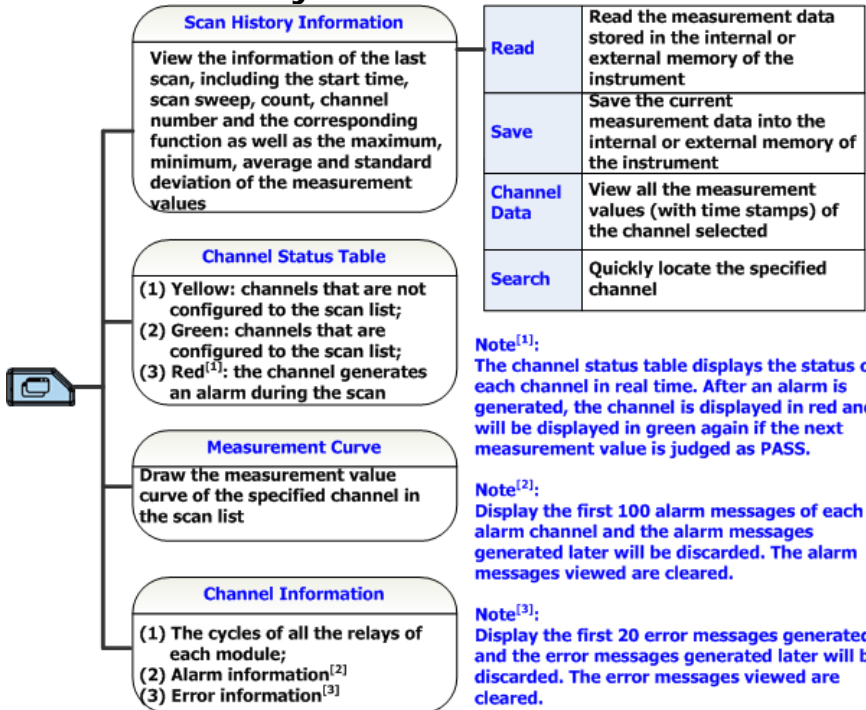 Scan History Information
View the information of the last
scan, including the start time,
scan sweep, count, channel
number and the corresponding
function as well as the maximum,
minimum, average and standard
deviation of the measurement
values
Read
Read the measurement data
stored in the internal or
external memory of the
instrument
Save
Save the current
measurement data into the
internal or external memory of
the instrument
Channel
Data
View all the measurement
values (with time stamps) of
the channel selected
Search
Quickly locate the specified
channel
Channel Status Table
(1) Yellow: channels that are not
configured to the scan list;
(2) Green: channels that are
configured to the scan list;
(3) Red[1]: the channel generates
an alarm during the scan
Measurement Curve
Draw the measurement value
curve of the specified channel in
the scan list
Channel Information
(1) The cycles of all the relays of
each module;
(2) Alarm information[2]
(3) Error information[3]
Note[1]:
The channel status table displays the status
each channel in real time. After an alarm is
generated, the channel is displayed in red and
will be displayed in green again if the next
measurement value is judged as PASS.
Note[2]:
Display the first 100 alarm messages of each
alarm channel and the alarm messages
generated later will be discarded. The alarm
messages viewed are cleared.
Note[3]:
Display the first 20 error messages generated
and the error messages generated later will
discarded. The error messages viewed are
cleared.